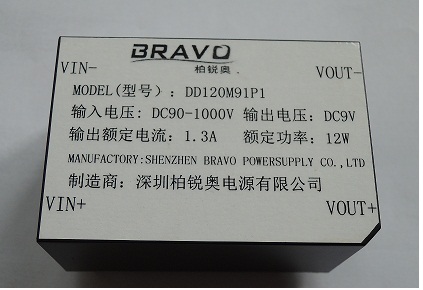 BRAVO
柏锐奥®
VIN- VOUT-
MODEL(型号): DD120M91P1
输入电压: DC90-1000V 输出电压: DC9V
输出额定电流: 1.3A 额定功率: 12W
MANUFACTORY:SHENZHEN BRAVO POWERSUPPLY CO.,LTD
制造商: 深圳柏锐奥电源有限公司
VIN+ VOUT+